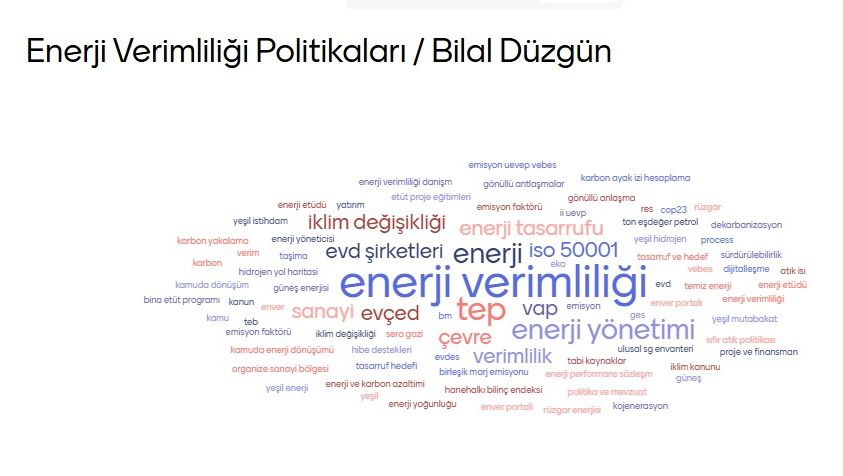 Enerji Verimliliği Politikaları / Bilal Düzgün
emisyon uevep vebes
enerji verimliliği danışm
gönüllü antlaşmalar
karbon ayak izi hesaplama
etüt proje eğitimleri
gönüllü anlaşma
enerji etüdü
yatırım
emisyon faktörü
ii uevp
res
cop23
rüzgar
yeşil istihdam
iklim değişikliği
enerji tasarrufu
ton eşdeğer petrol
dekarbanizasyon
karbon yakalama
enerji yöneticisi
evd şirketleri
enerji
iso 50001
yeşil hidrojen
process
verim
taşıma
tasarruf ve hedef
sürdürülebilirlik
karbon
hidrojen yol haritasi
eka
vebes
dijitalleşme
atık ısı
kamuda dönüşüm
güneş enerjisi
enerji verimliliği
evd
temiz enerji
enerji etüdü
bina etüt programı
kanun
enver
sanayi
evçed
tep
vap
emisyon
enver portalı
enerji verimliliği
kamu
teb
bm
ges
yeşil mutabakat
emisyon faktörü
iklim değişikliği
sera gazi
çevre
enerji yönetimi
sıfır atık politikası
kamuda enerji dönüşümü
hibe destekleri
evdes
verimlilik
ulusal sg envanteri
proje ve finansman
organize sanayi bölgesi
tasarruf hedefi
birleşik marj emisyonu
tabi kaynaklar
iklim kanunu
enerji performans sözleşm
güneş
yeşil enerji
enerji ve karbon azaltimi
hanehalkı bilinç endeksi
politika ve mevzuat
yeşil
enerji yoğunluğu
enver portali
rüzgar enerjisi
kojenerasyon